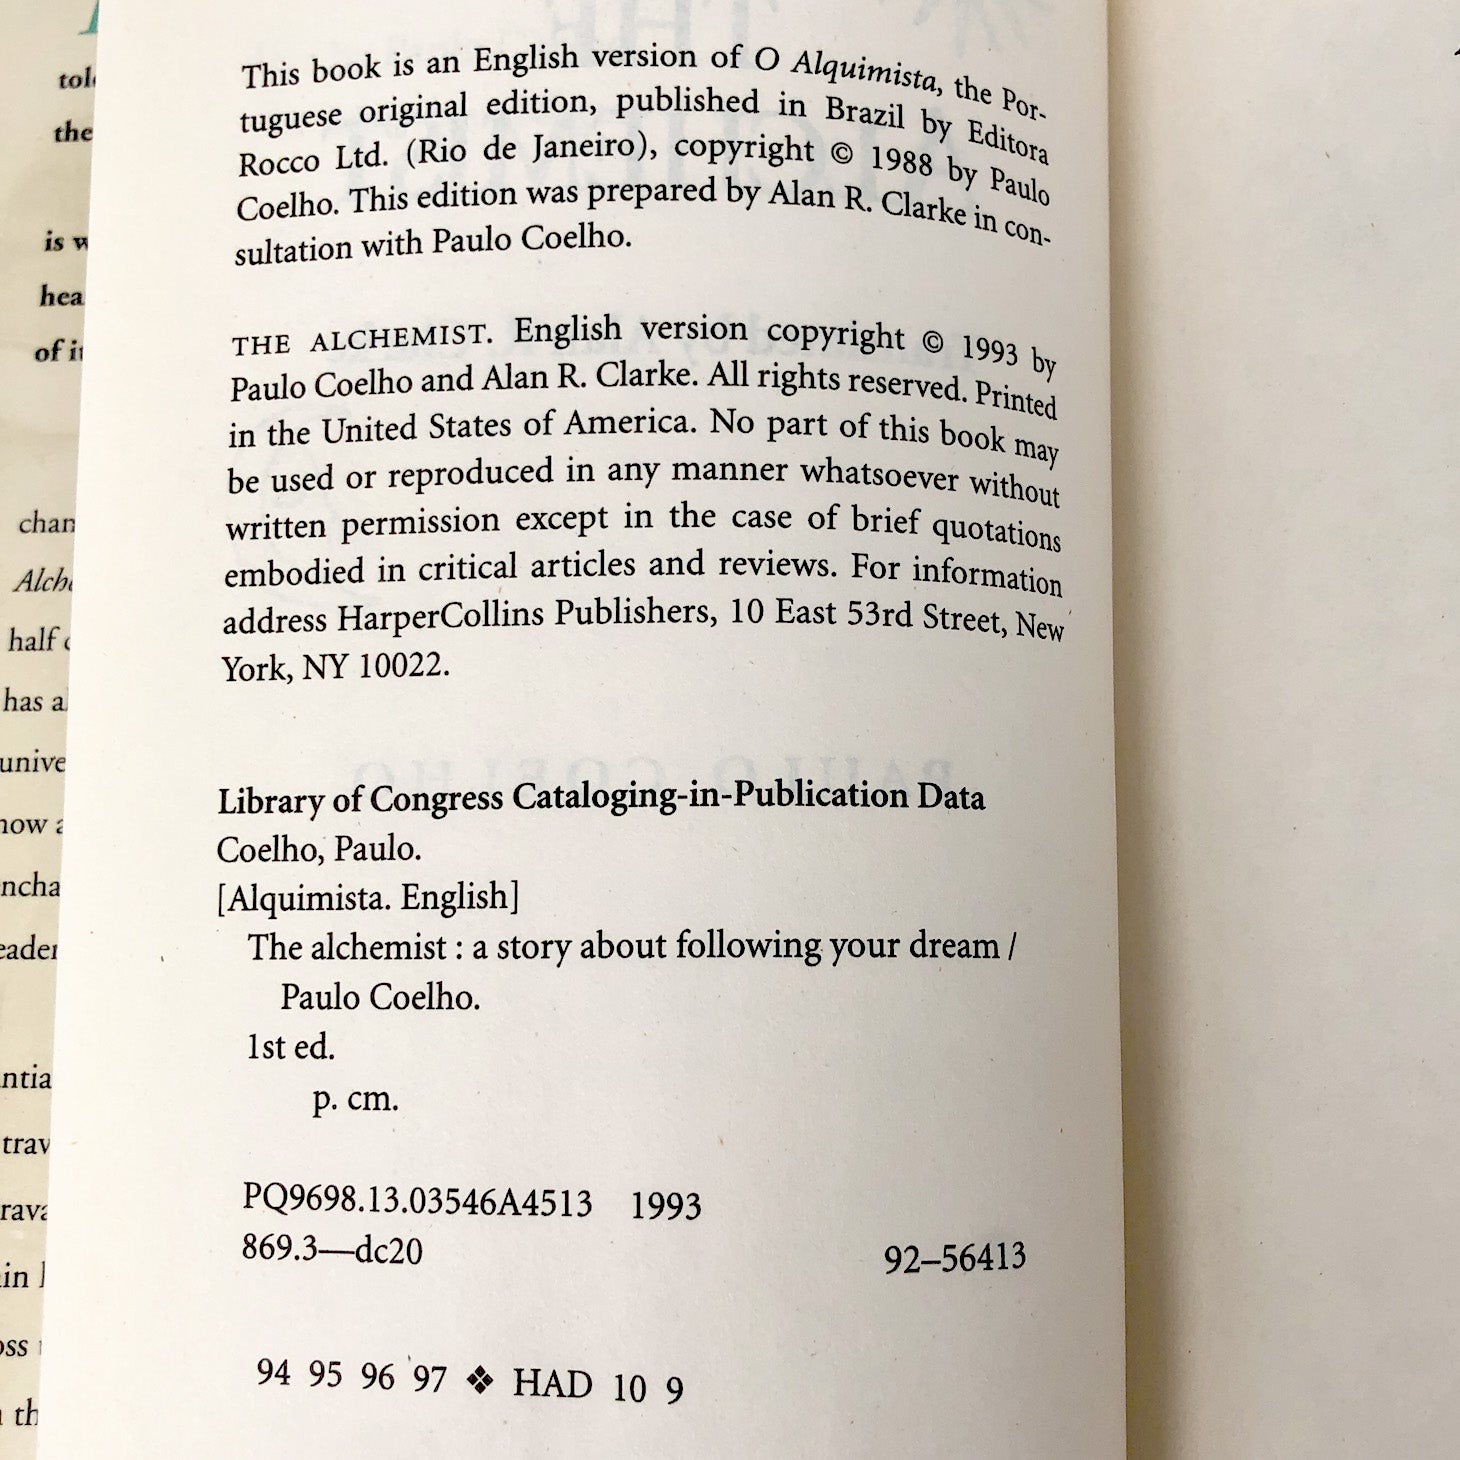 This book is an English version of O Alquimista, the Por-
tuguese original edition, published in Brazil by Editora
Rocco Ltd. (Rio de Janeiro), copyright © 1988 by Paulo
Coelho. This edition was prepared by Alan R. Clarke in con-
sultation with Paulo Coelho.
THE ALCHEMIST. English version copyright © 1993 by
Paulo Coelho and Alan R. Clarke. All rights reserved. Printed
in the United States of America. No part of this book may
be used or reproduced in any manner whatsoever without
written permission except in the case of brief quotations
embodied in critical articles and reviews. For information
address HarperCollins Publishers, 10 East 53rd Street, New
York, NY 10022.
Library of Congress Cataloging-in-Publication Data
Coelho, Paulo.
[Alquimista. English]
The alchemist : a story about following your dream /
Paulo Coelho.
1st ed.
p. cm.
PQ9698.13.03546A4513 1993
869.3—dc20 92–56413
94 95 96 97 ❖ HAD 10 9
the
is
of
half
has
in